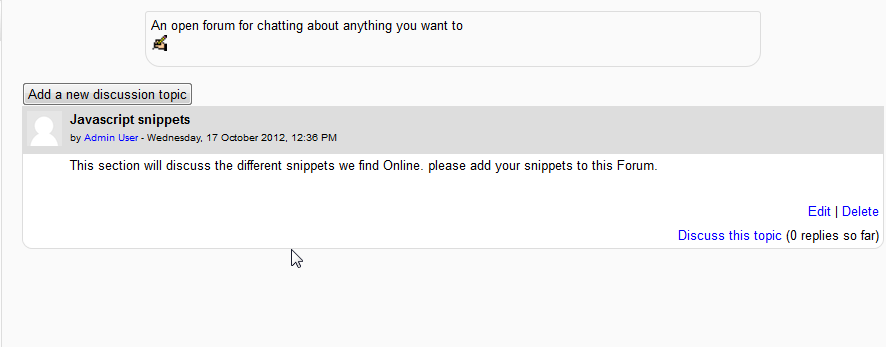 An open forum for chatting about anything you want to
Add a new discussion topic
Javascript snippets
by Admin User - Wednesday, 17 October 2012, 12:36 PM
This section will discuss the different snippets we find Online. please add your snippets to this Forum.
Edit | Delete
Discuss this topic (0 replies so far)